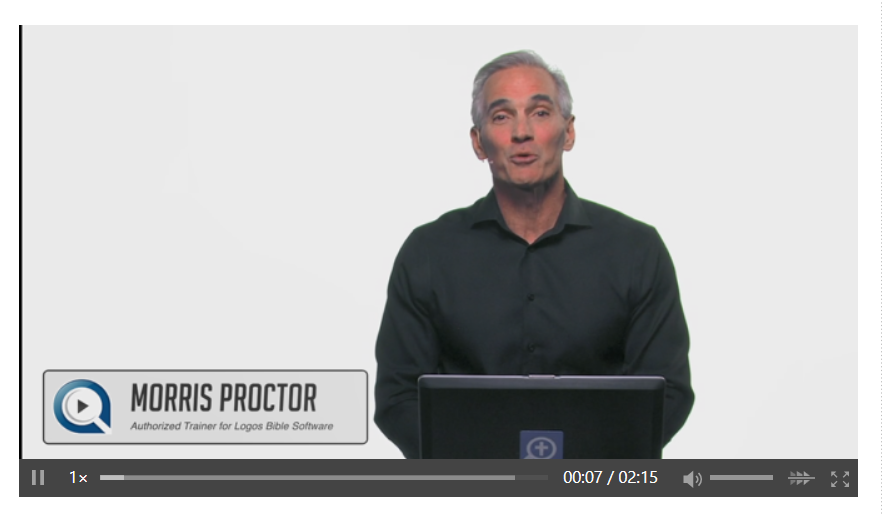 MORRIS PROCTOR
Authorized Trainer for Logos Bible Software
1×
00:07 / 02:15